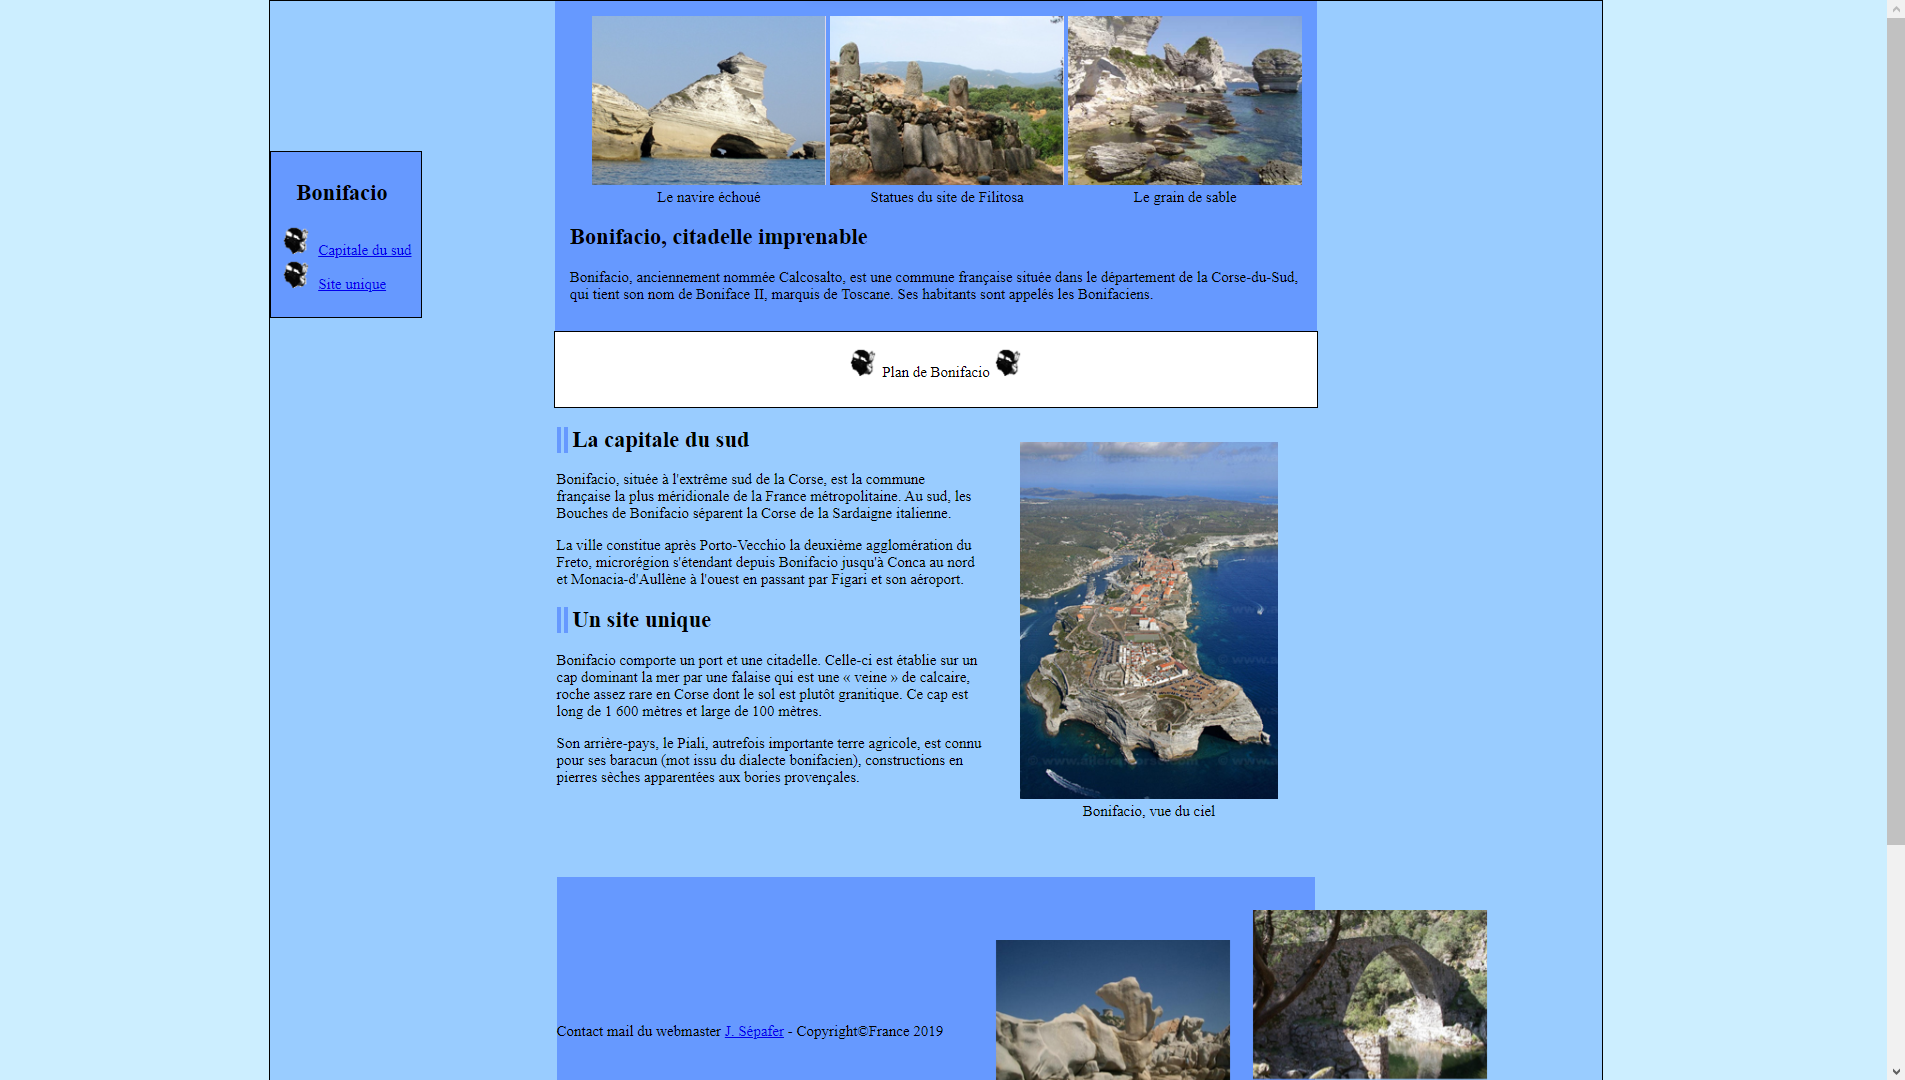 Le navire échoué
Statues du site de Filitosa
Le grain de sable
Bonifacio
Capitale du sud
Site unique
Bonifacio, citadelle imprenable
Bonifacio, anciennement nommée Calcosalto, est une commune française située dans le département de la Corse-du-Sud,
qui tient son nom de Boniface II, marquis de Toscane. Ses habitants sont appelés les Bonifaciens.
Plan de Bonifacio
La capitale du sud
Bonifacio, située à l'extrême sud de la Corse, est la commune
française la plus méridionale de la France métropolitaine. Au sud, les
Bouches de Bonifacio séparent la Corse de la Sardaigne italienne.
La ville constitue après Porto-Vecchio la deuxième agglomération du
Freto, microrégion s'étendant depuis Bonifacio jusqu'à Conca au nord
et Monacia-d'Aullène à l'ouest en passant par Figari et son aéroport.
Un site unique
Bonifacio comporte un port et une citadelle. Celle-ci est établie sur un
cap dominant la mer par une falaise qui est une « veine » de calcaire,
roche assez rare en Corse dont le sol est plutôt granitique. Ce cap est
long de 1 600 mètres et large de 100 mètres.
Son arrière-pays, le Piali, autrefois importante terre agricole, est connu
pour ses baracun (mot issu du dialecte bonifacien), constructions en
pierres sèches apparentées aux bories provençales.
Bonifacio, vue du ciel
Contact mail du webmaster J. Sépafer - Copyright©France 2019